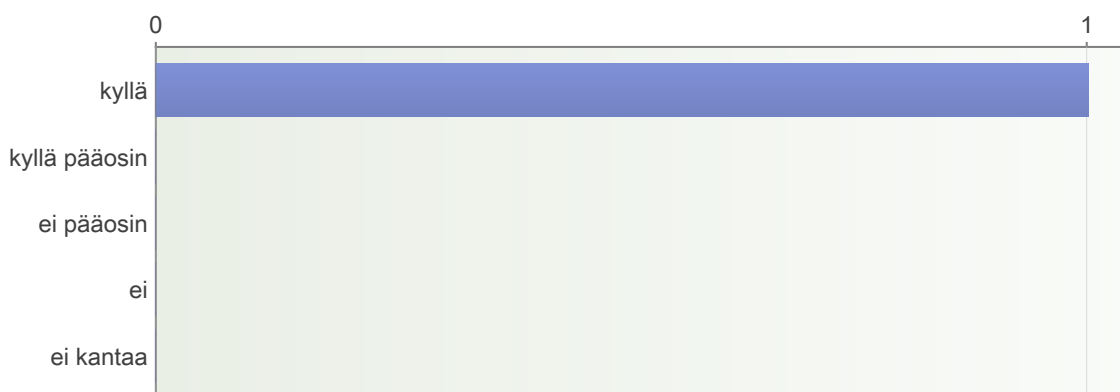 0 1
kyllä
kyllä pääosin
ei pääosin
ei
ei kantaa